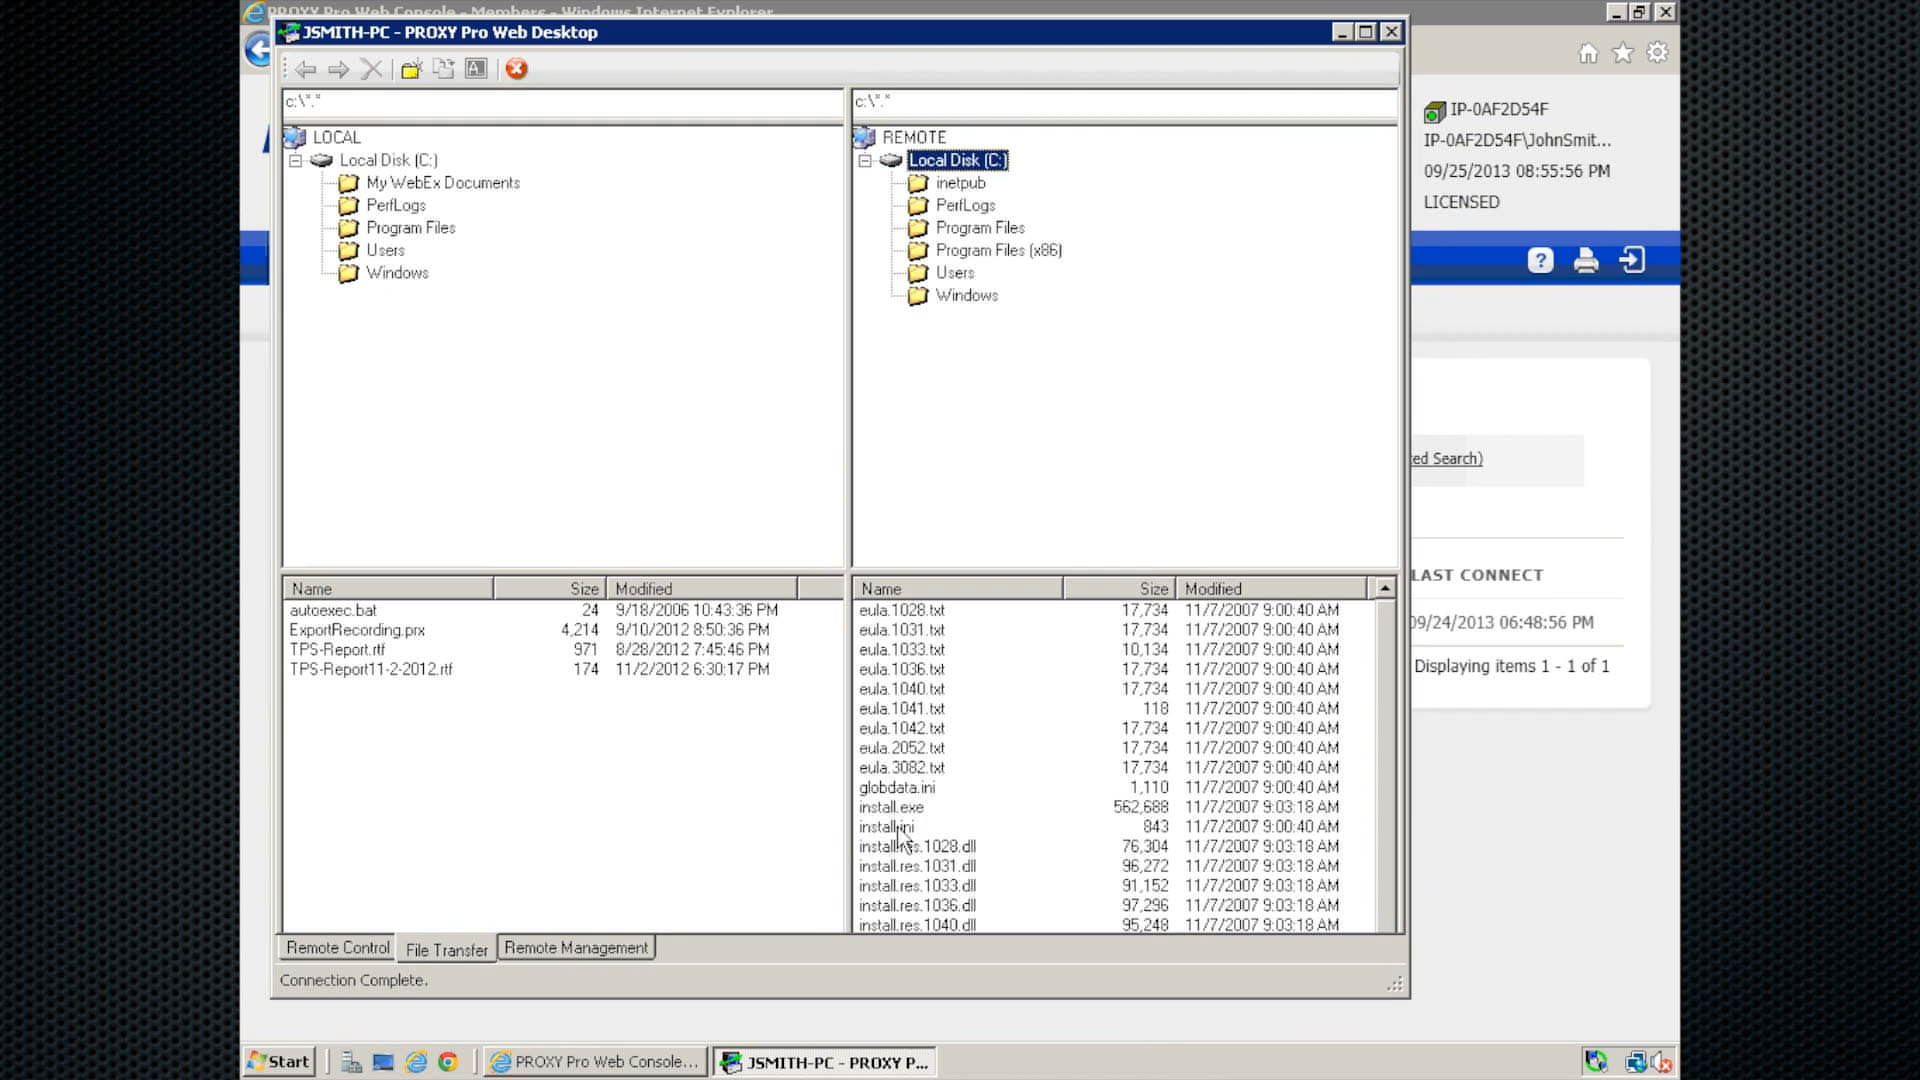 PROXY Pro Web Console - Members - Windows Internet Explorer
JSMITH-PC - PROXY Pro Web Desktop
c:\*.*
c:\*.*
LOCAL
Local Disk (C:)
My WebEx Documents
PerfLogs
Program Files
Users
Windows
REMOTE
Local Disk (C:)
inetpub
PerfLogs
Program Files
Program Files (x86)
Users
Windows
IP-0AF2D54F
IP-0AF2D54F\JohnSmit...
09/25/2013 08:55:56 PM
LICENSED
ed Search)
LAST CONNECT
09/24/2013 06:48:56 PM
Displaying items 1 - 1 of 1
Name Size Modified
autoexec.bat 24 9/18/2006 10:43:36 PM
ExportRecording.prx 4,214 9/10/2012 8:50:36 PM
TPS-Report.rtf 971 8/28/2012 7:45:46 PM
TPS-Report11-2-2012.rtf 174 11/2/2012 6:30:17 PM
Name Size Modified
eula.1028.txt 17,734 11/7/2007 9:00:40 AM
eula.1031.txt 17,734 11/7/2007 9:00:40 AM
eula.1033.txt 10,134 11/7/2007 9:00:40 AM
eula.1036.txt 17,734 11/7/2007 9:00:40 AM
eula.1040.txt 17,734 11/7/2007 9:00:40 AM
eula.1041.txt 118 11/7/2007 9:00:40 AM
eula.1042.txt 17,734 11/7/2007 9:00:40 AM
eula.2052.txt 17,734 11/7/2007 9:00:40 AM
eula.3082.txt 17,734 11/7/2007 9:00:40 AM
globdata.ini 1,110 11/7/2007 9:00:40 AM
install.exe 562,688 11/7/2007 9:03:18 AM
install.ini 843 11/7/2007 9:00:40 AM
install.res.1028.dll 76,304 11/7/2007 9:03:18 AM
install.res.1031.dll 96,272 11/7/2007 9:03:18 AM
install.res.1033.dll 91,152 11/7/2007 9:03:18 AM
install.res.1036.dll 97,296 11/7/2007 9:03:18 AM
install.res.1040.dll 95,248 11/7/2007 9:03:18 AM
Remote Control File Transfer Remote Management
Connection Complete.
Start PROXY Pro Web Console... JSMITH-PC - PROXY P...